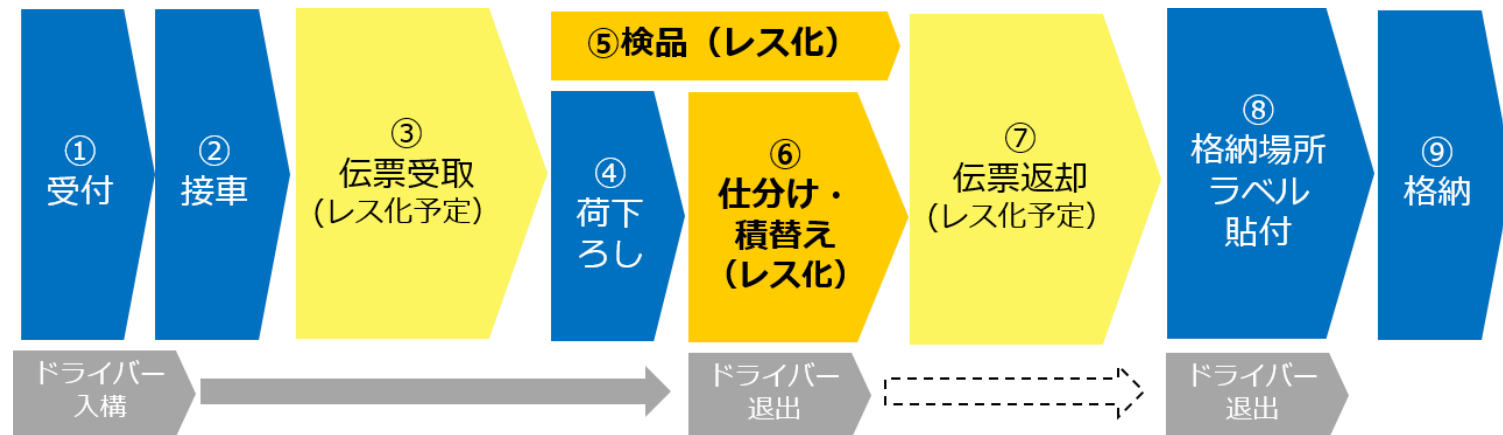 ①
受付
②
接車
③
伝票受取
(レス化予定）
④
荷下
ろし
⑤検品（レス化）
⑥
仕分け・
積替え
（レス化）
⑦
伝票返却
(レス化予定）
⑧
格納場所
ラベル
貼付
⑨
格納
ドライバー
入構
ドライバー
退出
ドライバー
退出